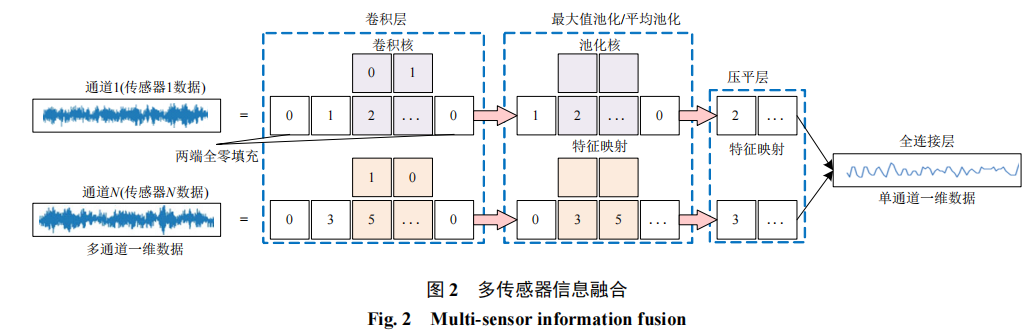 卷积层
最大值池化/平均池化
卷积核
池化核
0 1
压平层
通道1(传感器1数据)
= 0 1 2 ... 0
1 2 ... 0
2 ...
两端全零填充
特征映射
特征映射
全连接层
1 0
通道N(传感器N数据)
单通道一维数据
= 0 3 5 ... 0
0 3 5 ...
3 ...
多通道一维数据
图 2 多传感器信息融合
Fig. 2 Multi-sensor information fusion